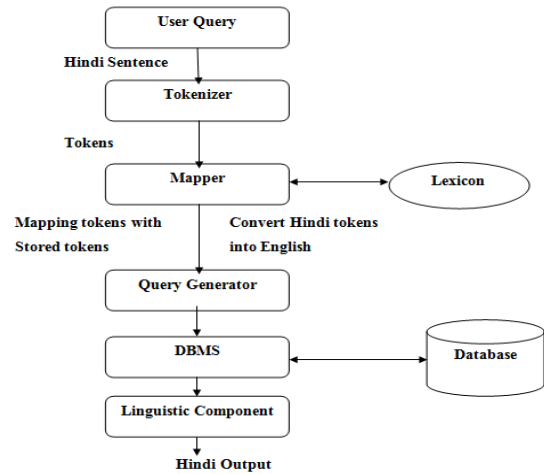 User Query
Hindi Sentence
Tokenizer
Tokens
Mapper
Lexicon
Mapping tokens with
Stored tokens
Convert Hindi tokens
into English
Query Generator
DBMS
Database
Linguistic Component
Hindi Output